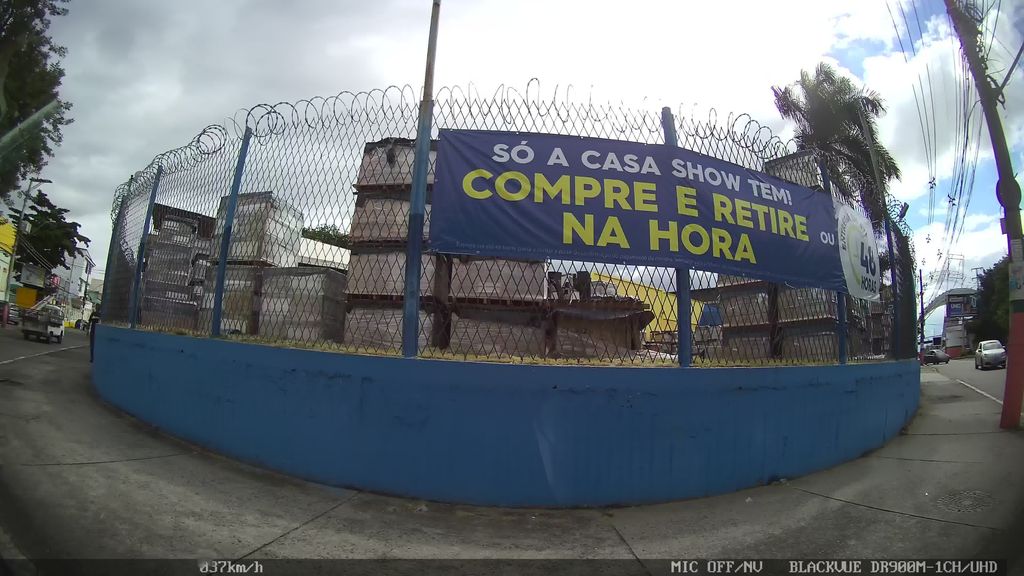 SÓ A CASA SHOW TEM!
COMPRE E RETIRE
NA HORA
OU
48
HORAS
037km/h
MIC OFF/NV
BLACKVUE DR900M-1CH/UHD